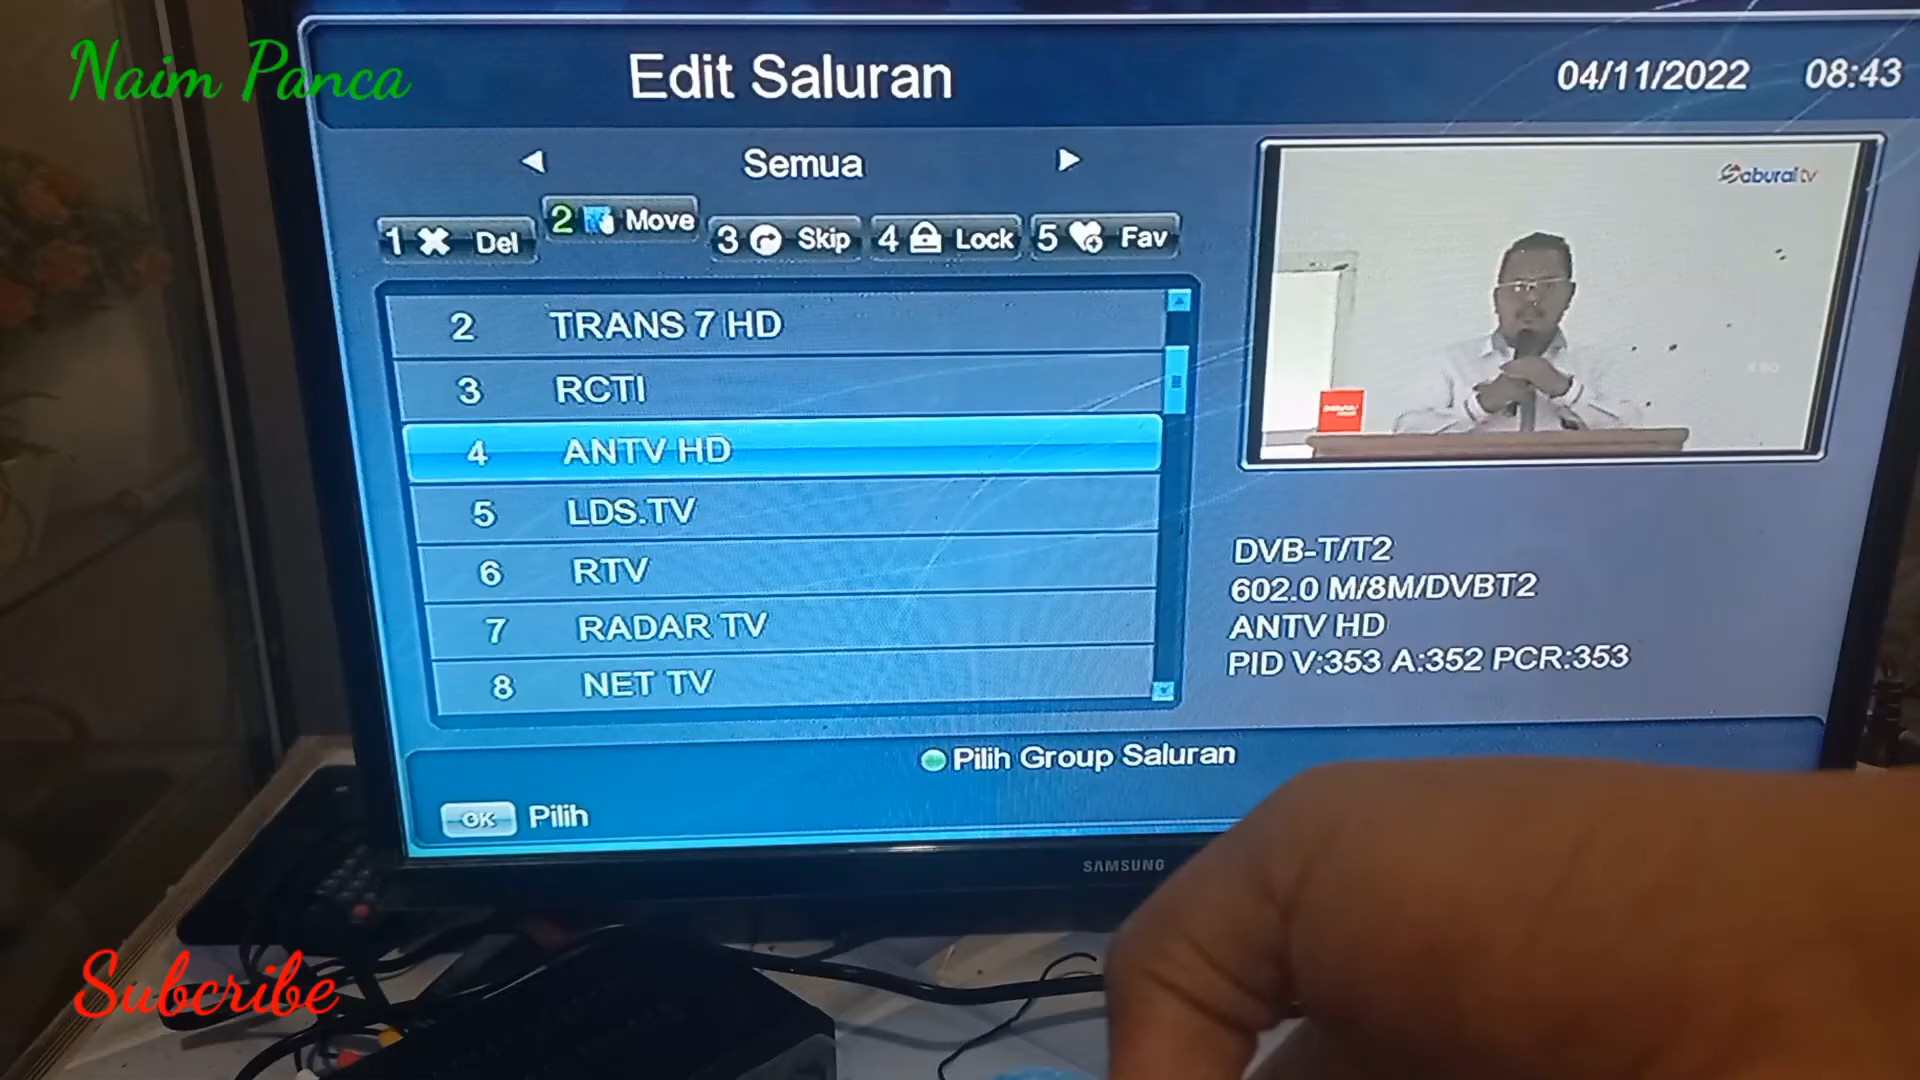 Naim Panca
Edit Saluran
04/11/2022 08:43
Semua
1 Del
2 Move
3 Skip
4 Lock
5 Fav
Saburai tv
2 TRANS 7 HD
3 RCTI
4 ANTV HD
5 LDS.TV
6 RTV
7 RADAR TV
8 NET TV
DVB-T/T2
602.0 M/8M/DVBT2
ANTV HD
PID V:353 A:352 PCR:353
Pilih Group Saluran
OK Pilih
SAMSUNG
Subcribe